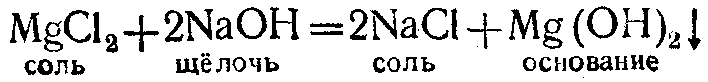 MgCl₂+2NaOH=2NaCl+Mg(OH)₂↓
соль щёлочь соль основание